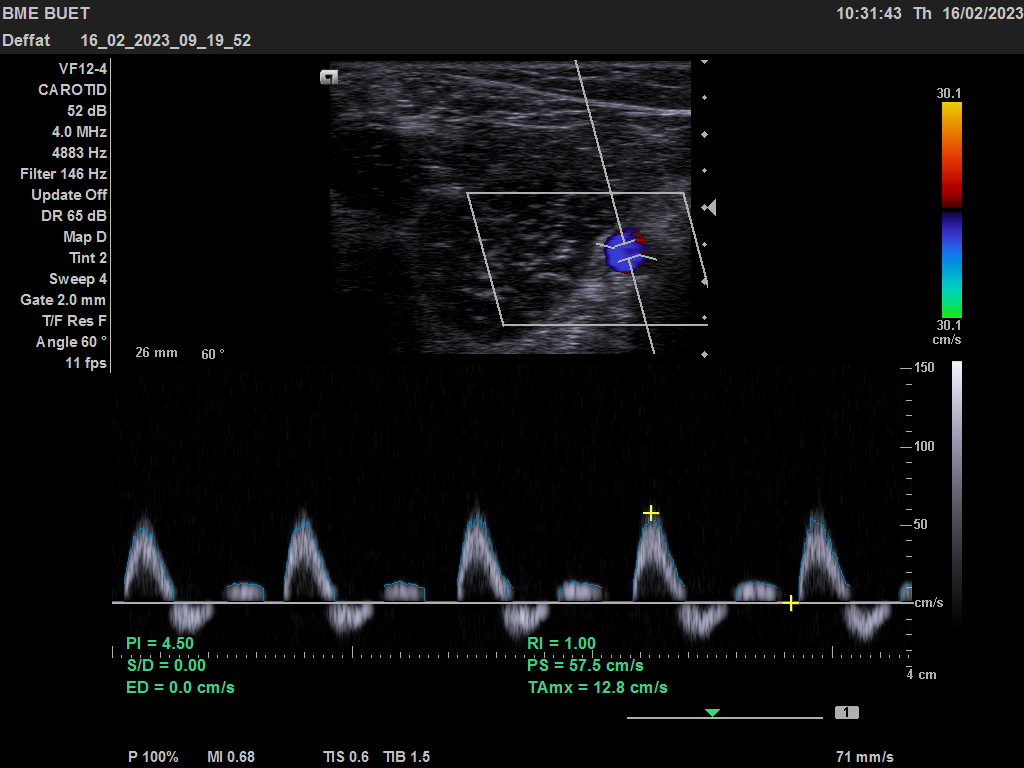 BME BUET 10:31:43 Th 16/02/2023
Deffat 16_02_2023_09_19_52
VF12-4
CAROTID
52 dB
4.0 MHz
4883 Hz
Filter 146 Hz
Update Off
DR 65 dB
Map D
Tint 2
Sweep 4
Gate 2.0 mm
T/F Res F
Angle 60 °
11 fps
26 mm 60 °
30.1
30.1
cm/s
150
100
50
cm/s
4 cm
PI = 4.50
S/D = 0.00
ED = 0.0 cm/s
RI = 1.00
PS = 57.5 cm/s
TAmx = 12.8 cm/s
1
P 100% MI 0.68 TIS 0.6 TIB 1.5 71 mm/s